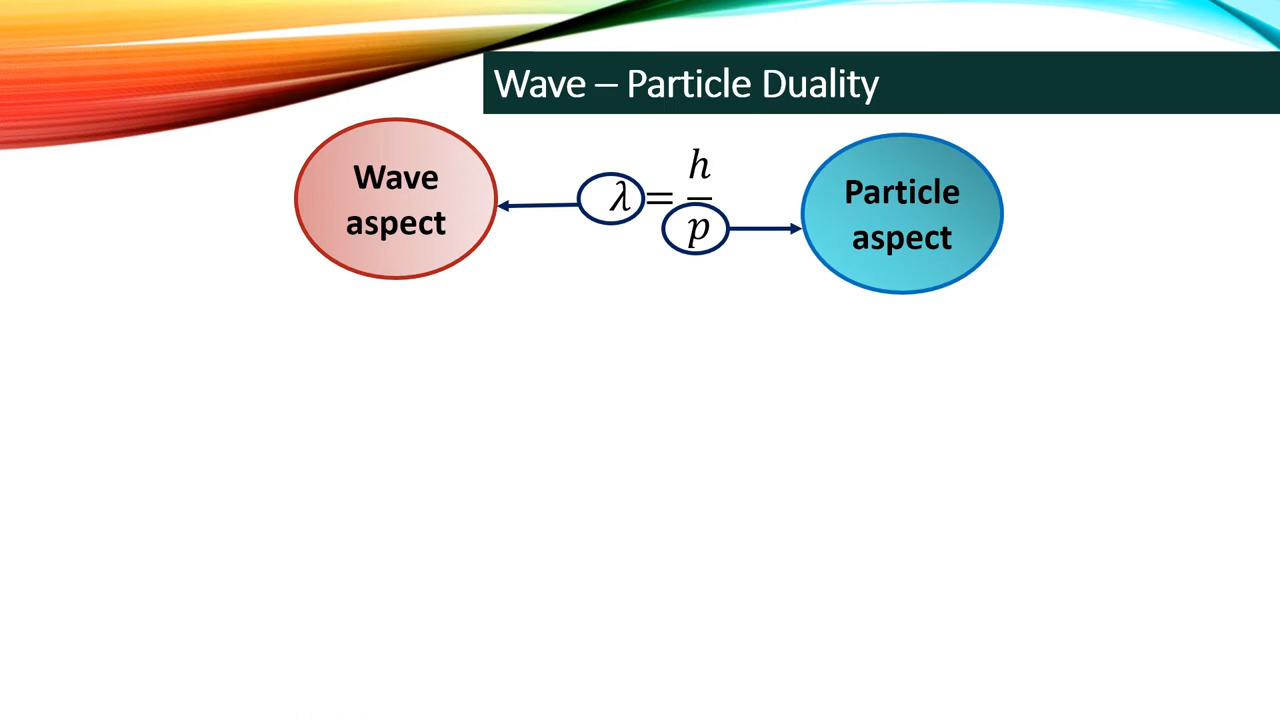 Wave – Particle Duality
Wave
aspect
λ = h/p
Particle
aspect